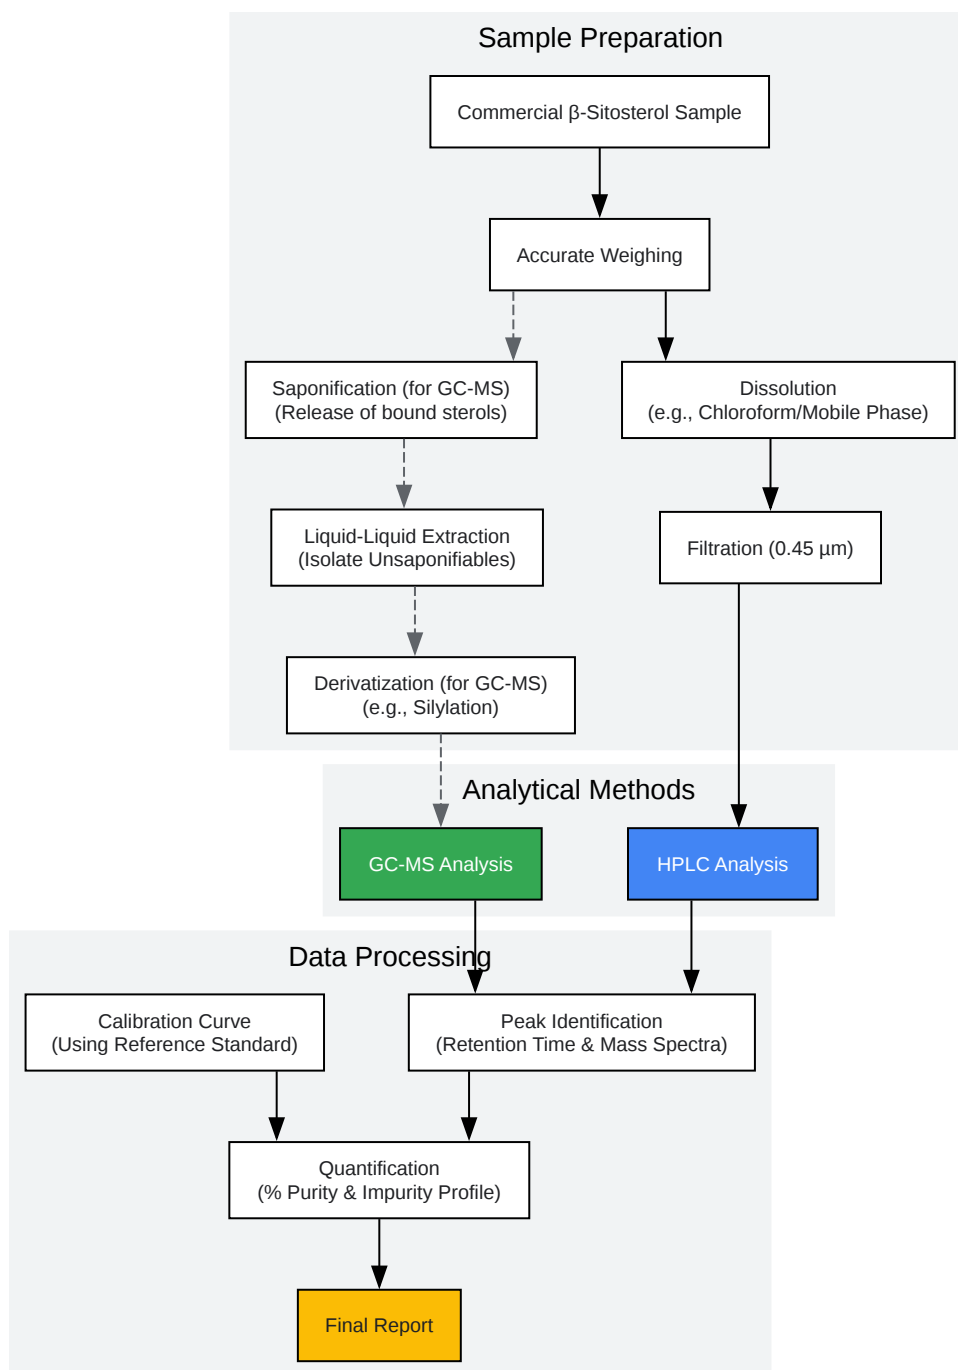 Sample Preparation
Commercial β-Sitosterol Sample
Accurate Weighing
Saponification (for GC-MS)
(Release of bound sterols)
Dissolution
(e.g., Chloroform/Mobile Phase)
Liquid-Liquid Extraction
(Isolate Unsaponifiables)
Filtration (0.45 µm)
Derivatization (for GC-MS)
(e.g., Silylation)
Analytical Methods
GC-MS Analysis
HPLC Analysis
Data Processing
Calibration Curve
(Using Reference Standard)
Peak Identification
(Retention Time & Mass Spectra)
Quantification
(% Purity & Impurity Profile)
Final Report